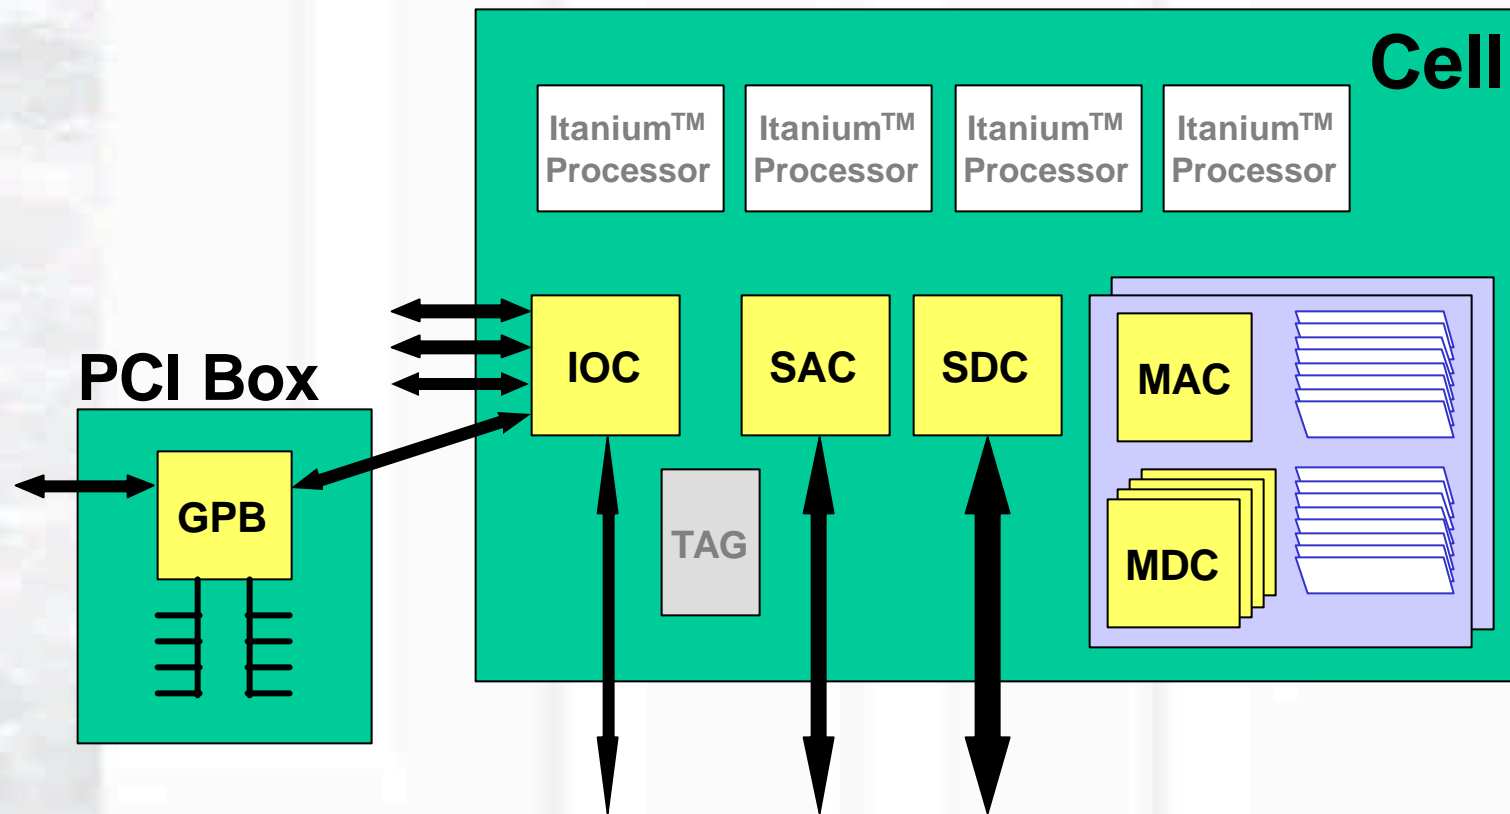 Cell
Itanium™
Processor
Itanium™
Processor
Itanium™
Processor
Itanium™
Processor
PCI Box
IOC
SAC
SDC
MAC
GPB
TAG
MDC